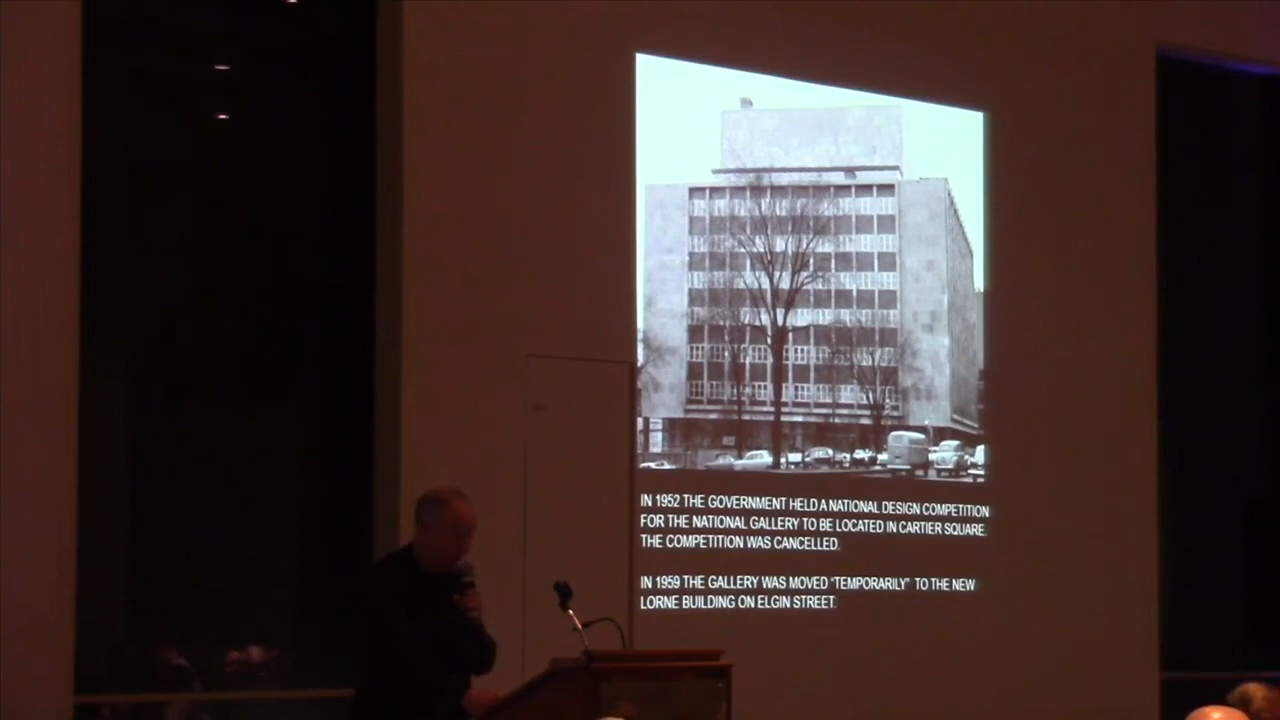 IN 1952 THE GOVERNMENT HELD A NATIONAL DESIGN COMPETITION
FOR THE NATIONAL GALLERY TO BE LOCATED IN CARTIER SQUARE.
THE COMPETITION WAS CANCELLED.
IN 1959 THE GALLERY WAS MOVED "TEMPORARILY" TO THE NEW
LORNE BUILDING ON ELGIN STREET.